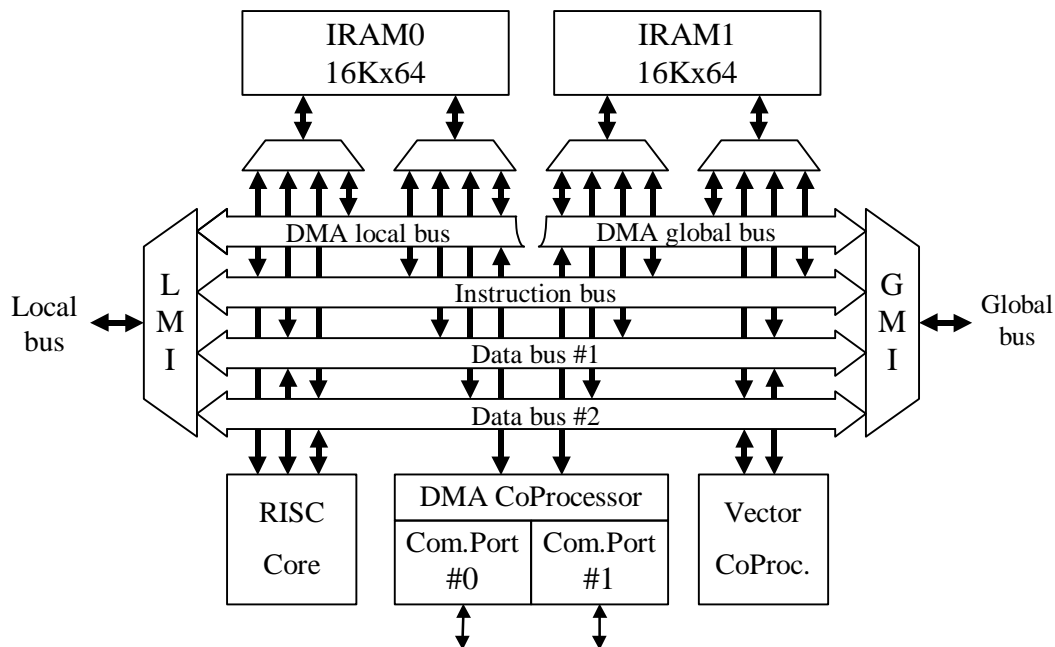 IRAM0
16Kx64
IRAM1
16Kx64
DMA local bus
DMA global bus
L
M
I
Instruction bus
G
M
I
Local
bus
Global
bus
Data bus #1
Data bus #2
RISC
Core
DMA CoProcessor
Com.Port
#0
Com.Port
#1
Vector
CoProc.